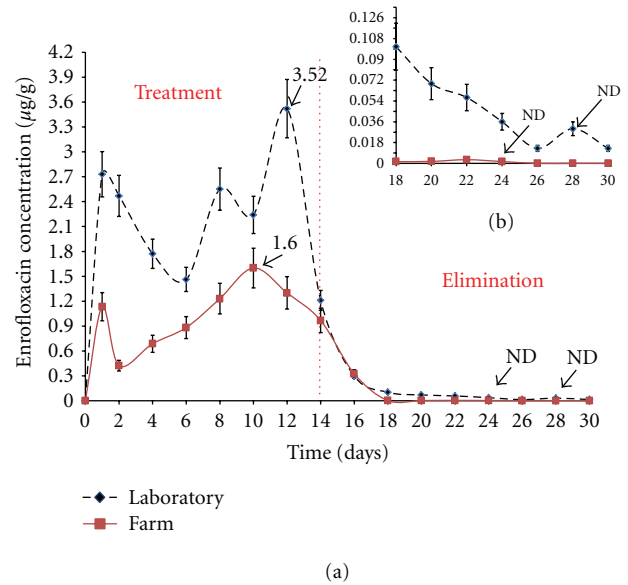 (a)
Enrofloxacin concentration (µg/g)
4.2
3.9
3.6
3.3
3
2.7
2.4
2.1
1.8
1.5
1.2
0.9
0.6
0.3
0
Treatment
3.52
1.6
Elimination
ND
ND
0 2 4 6 8 10 12 14 16 18 20 22 24 26 28 30
Time (days)
0.126
0.108
0.09
0.072
0.054
0.036
0.018
0
ND
ND
18 20 22 24 26 28 30
(b)
Laboratory
Farm
(a)